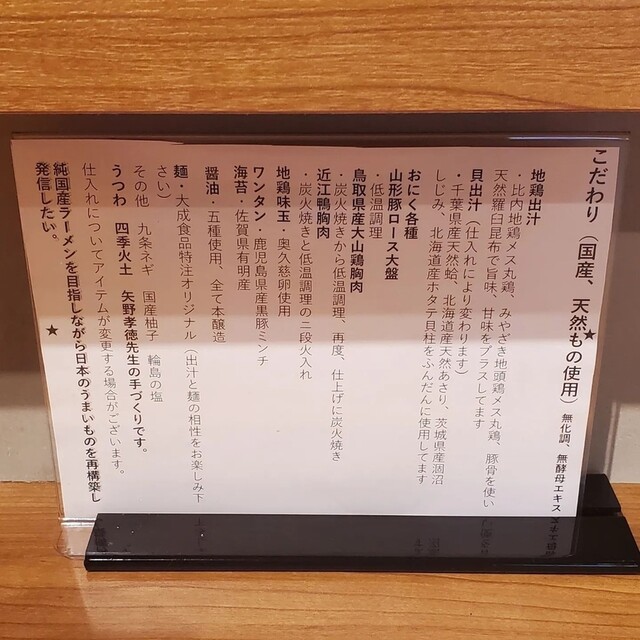 こだわり（国産、天然もの使用）無化調、無酵母エキス
★
地鶏出汁
・比内地鶏メス丸鶏、みやざき地頭鶏メス丸鶏、豚骨を使い
天然羅臼昆布で旨味、甘味をプラスしてます
貝出汁（仕入れにより変わります）
・千葉県産天然蛤、北海道産天然あさり、茨城県産涸沼
しじみ、北海道産ホタテ貝柱をふんだんに使用してます
おにく各種
山形豚ロース大盤
・低温調理
鳥取県産大山鶏胸肉
・炭火焼きから低温調理、再度、仕上げに炭火焼き
近江鴨胸肉
・炭火焼きと低温調理の二段火入れ
地鶏味玉・奥久慈卵使用
ワンタン・鹿児島県産黒豚ミンチ
海苔・佐賀県有明産
醤油・五種使用、全て本醸造
麺・大成食品特注オリジナル（出汁と麺の相性をお楽しみ下
さい）
その他　九条ネギ　国産柚子　輪島の塩
うつわ　四季火土　矢野孝徳先生の手づくりです。
仕入れについてアイテムが変更する場合がございます。
純国産ラーメンを目指しながら日本のうまいものを再構築し
発信したい。
★